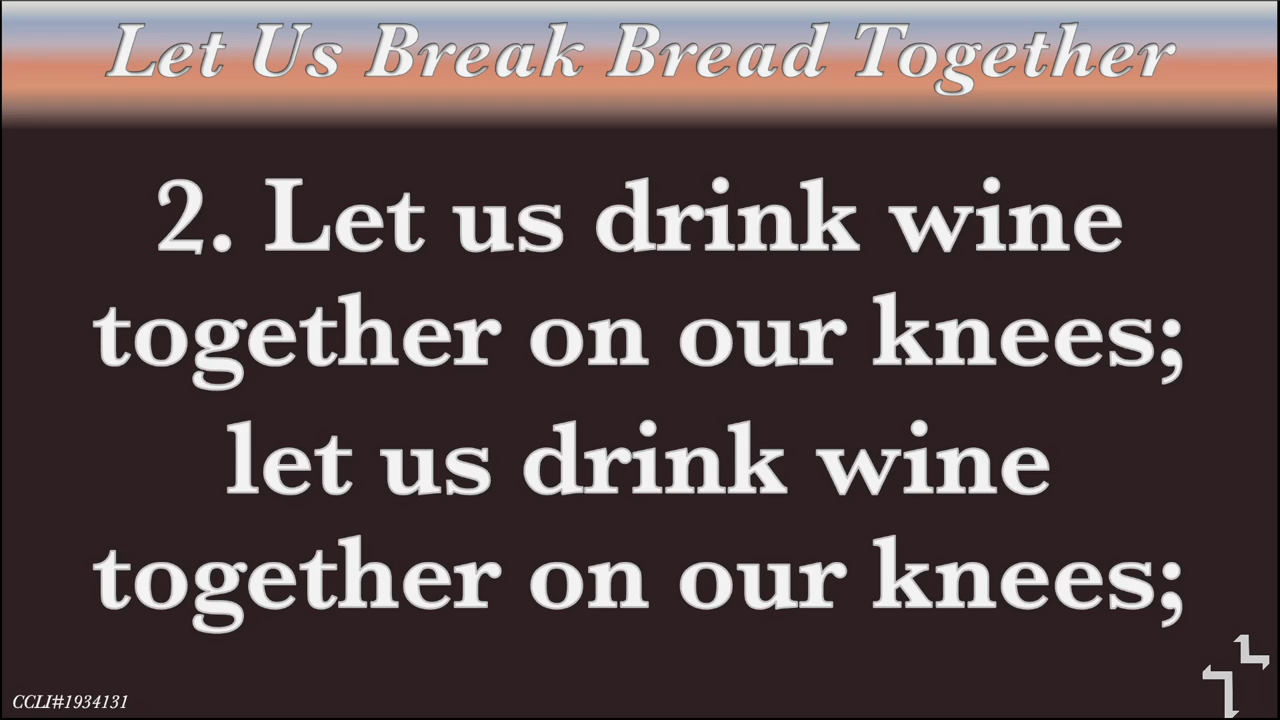 Let Us Break Bread Together
2. Let us drink wine
together on our knees;
let us drink wine
together on our knees;
CCLI#1934131